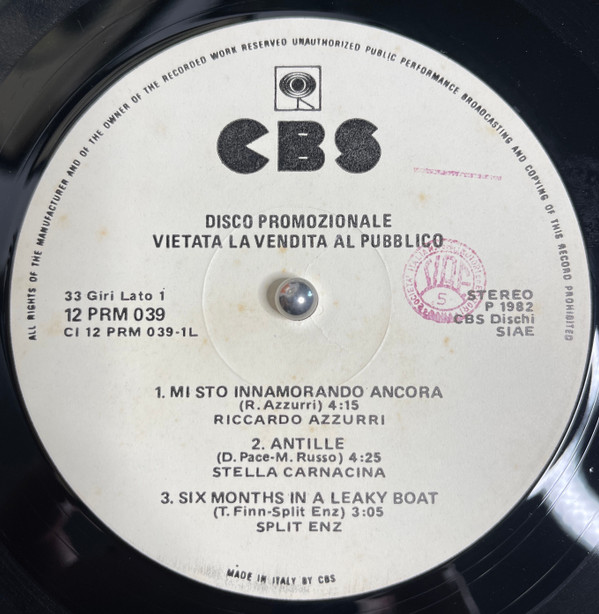 ALL RIGHTS OF THE MANUFACTURER AND OF THE OWNER OF THE RECORDED WORK RESERVED UNAUTHORIZED PUBLIC PERFORMANCE BROADCASTING AND COPYING OF THIS RECORD PROHIBITED
CBS
DISCO PROMOZIONALE
VIETATA LA VENDITA AL PUBBLICO
33 Giri Lato 1
12 PRM 039
CI 12 PRM 039-1L
STEREO
P 1982
CBS Dischi
SIAE
5
1. MI STO INNAMORANDO ANCORA
(R. Azzurri) 4:15
RICCARDO AZZURRI
2. ANTILLE
(D. Pace-M. Russo) 4:25
STELLA CARNACINA
3. SIX MONTHS IN A LEAKY BOAT
(T. Finn-Split Enz) 3:05
SPLIT ENZ
MADE IN ITALY BY CBS